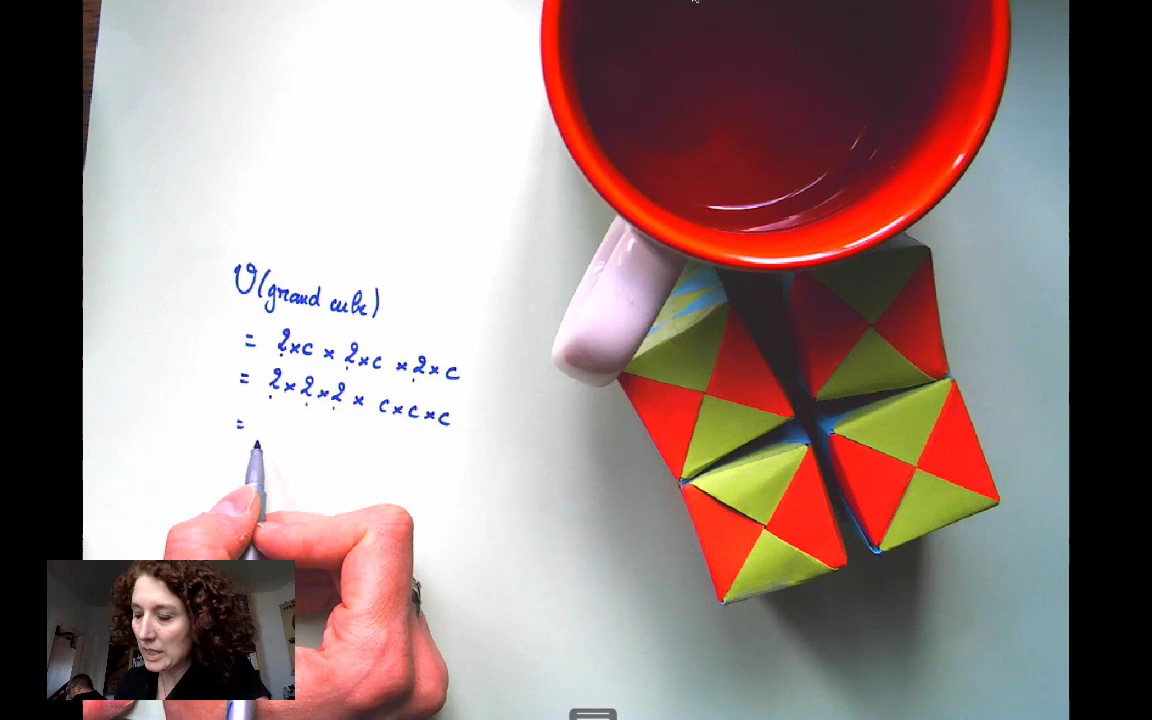 V(grand cube)
= 2×c × 2×c × 2×c
= 2×2×2× c×c×c
=